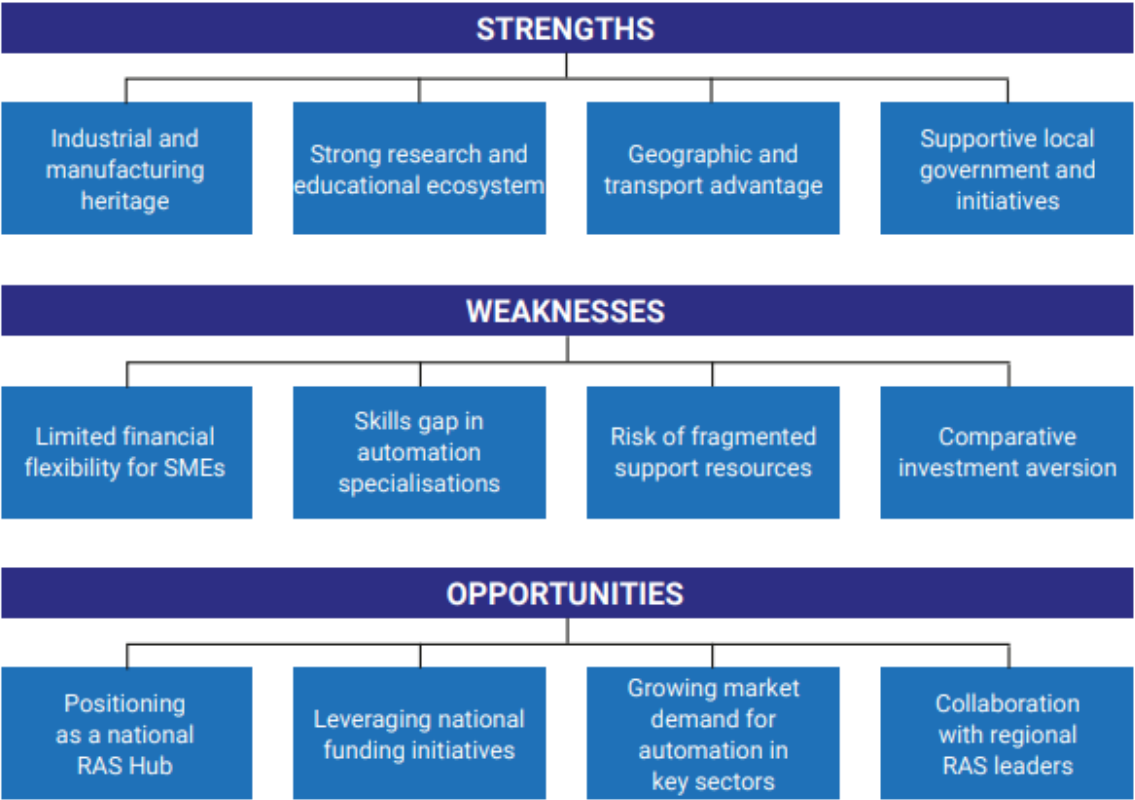 STRENGTHS
Industrial and
manufacturing
heritage
Strong research and
educational ecosystem
Geographic and
transport advantage
Supportive local
government and
initiatives
WEAKNESSES
Limited financial
flexibility for SMEs
Skills gap in
automation
specialisations
Risk of fragmented
support resources
Comparative
investment aversion
OPPORTUNITIES
Positioning
as a national
RAS Hub
Leveraging national
funding initiatives
Growing market
demand for
automation in
key sectors
Collaboration
with regional
RAS leaders